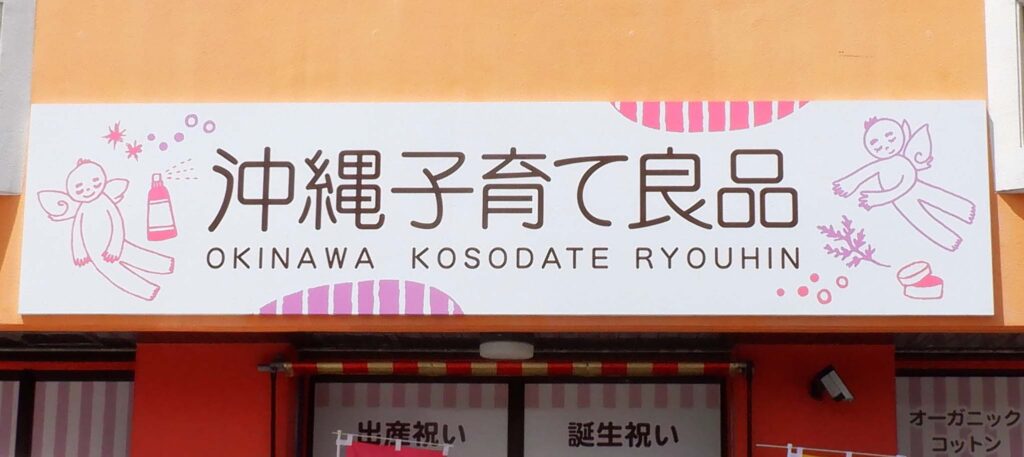 沖縄子育て良品
OKINAWA KOSODATE RYOUHIN
出産祝い
誕生祝い
オーガニック
コットン